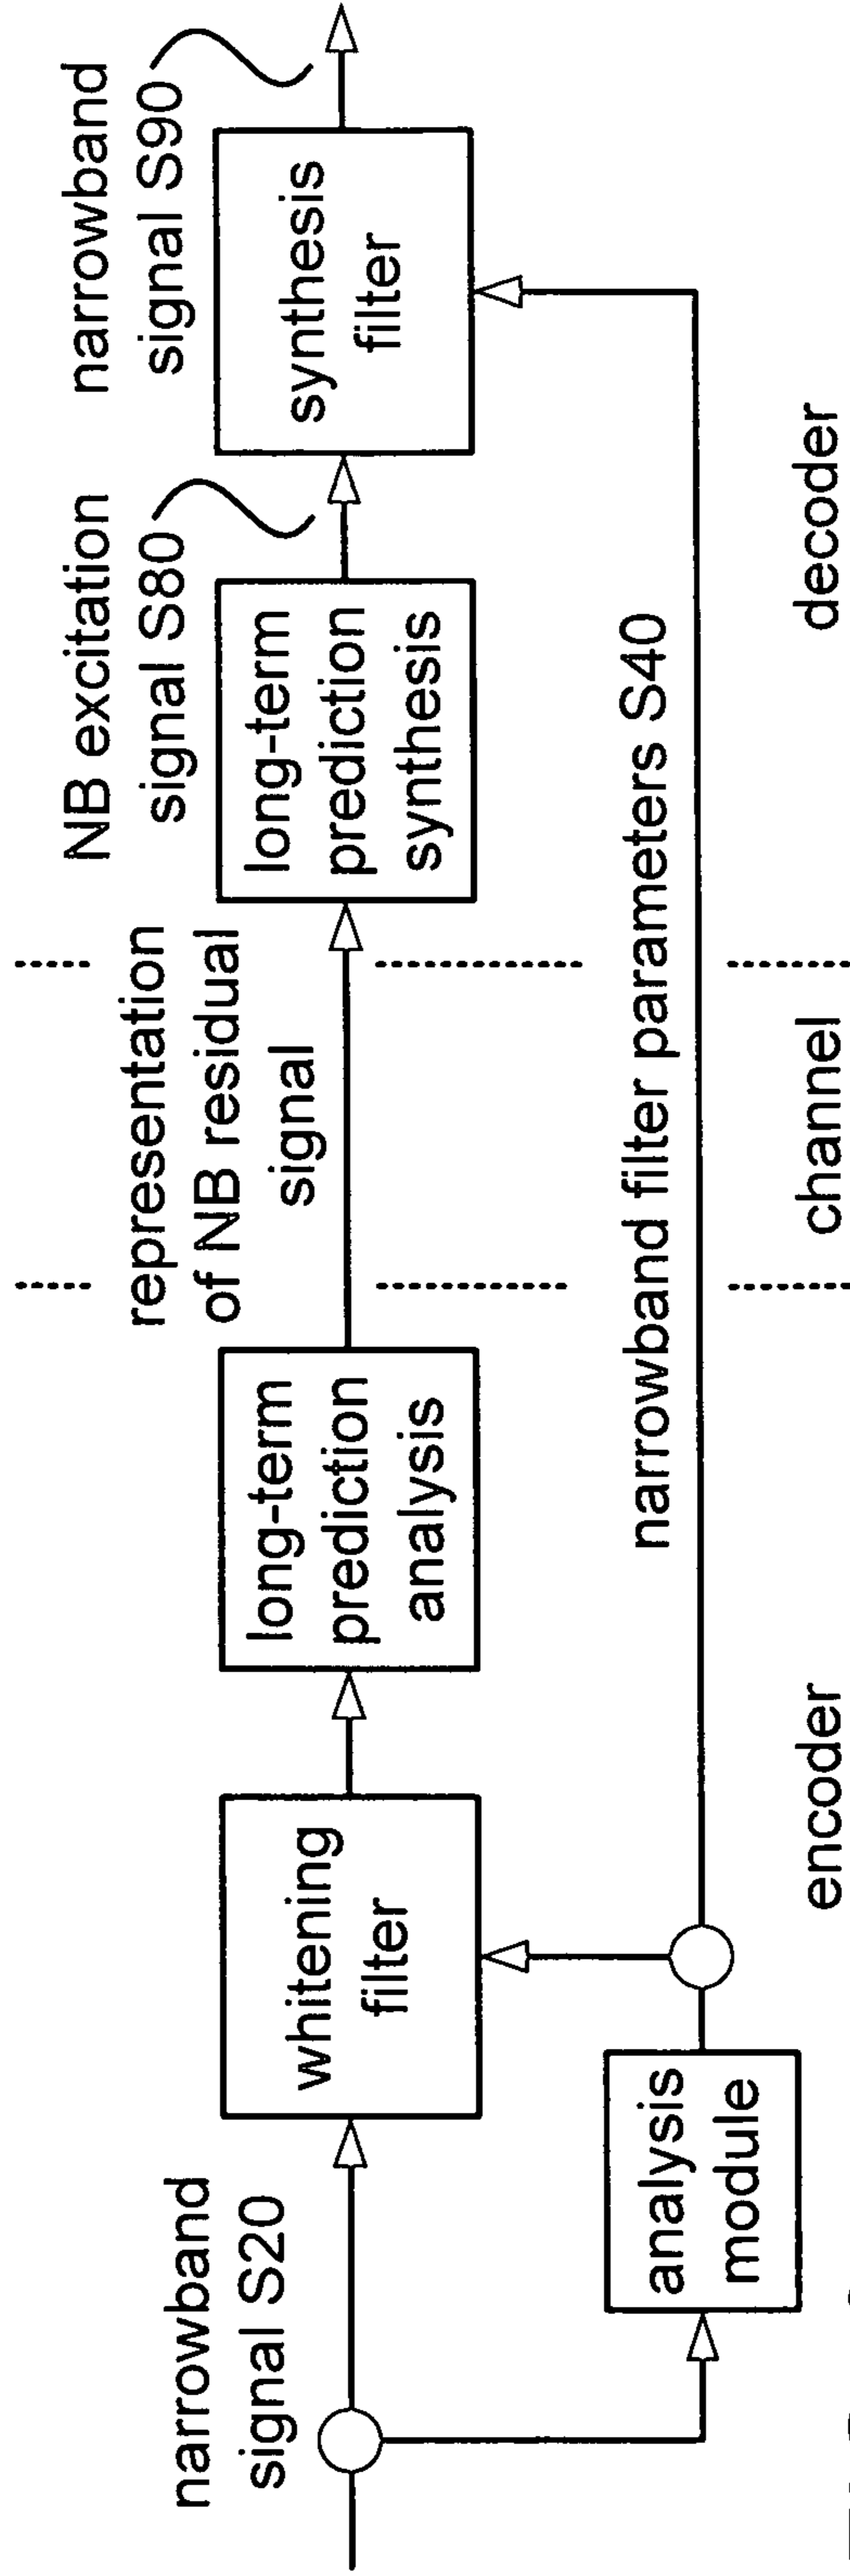 narrowband
signal S20
whitening
filter
analysis
module
long-term
prediction
analysis
representation
of NB residual
signal
narrowband filter parameters S40
long-term
prediction
synthesis
NB excitation
signal S80
synthesis
filter
narrowband
signal S90
encoder
channel
decoder